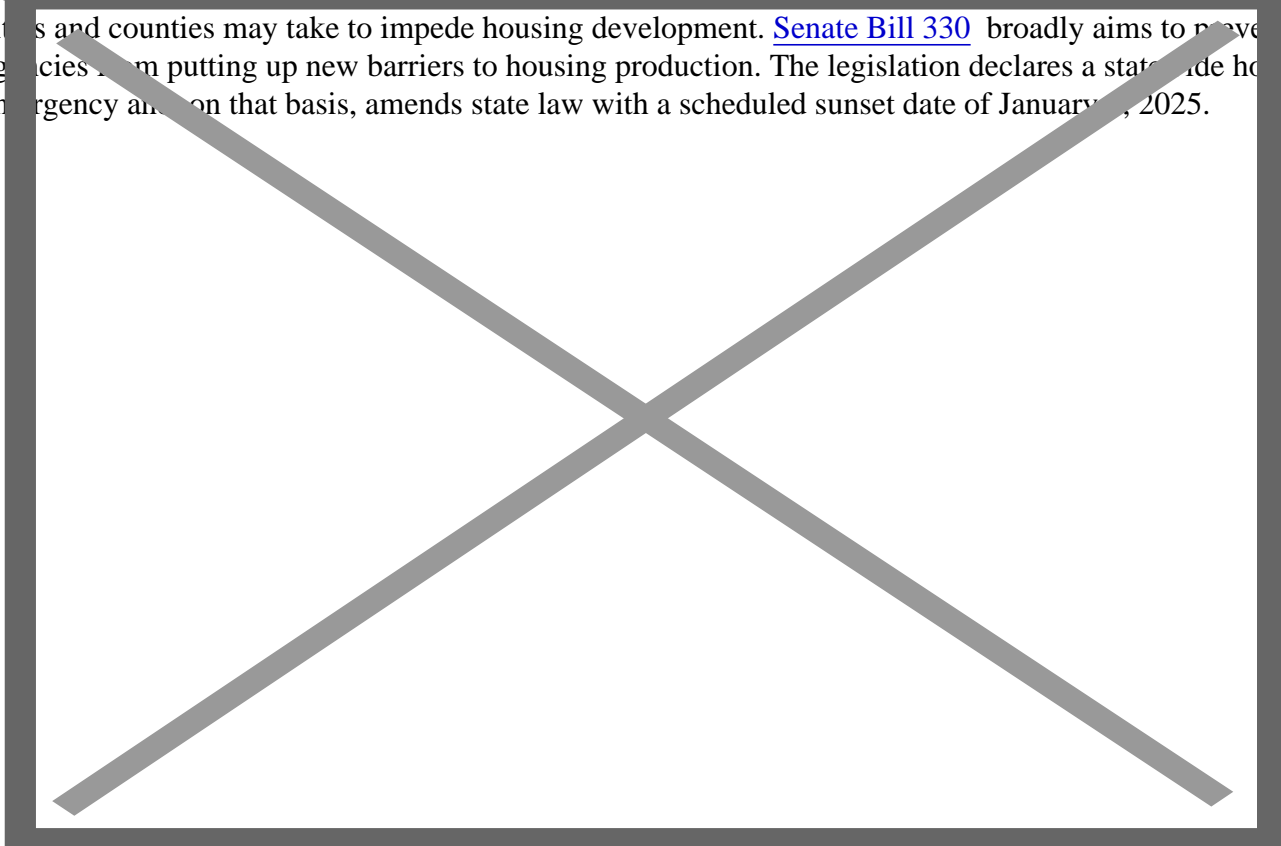 and counties may take to impede housing development. Senate Bill 330 broadly aims to
putting up new barriers to housing production. The legislation declares a
on that basis, amends state law with a scheduled sunset date of January , 2025.